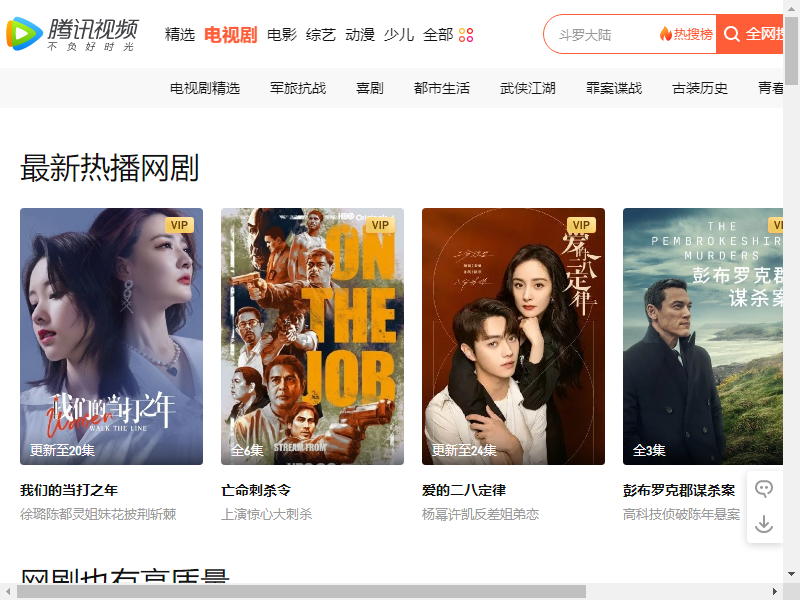 腾讯视频
不负好时光
精选 电视剧 电影 综艺 动漫 少儿 全部
斗罗大陆 热搜榜 全网搜
电视剧精选 军旅抗战 喜剧 都市生活 武侠江湖 罪案谍战 古装历史 青春
最新热播网剧
VIP
我们的当打之年
WALK THE LINE
更新至20集
我们的当打之年
徐璐陈都灵姐妹花披荆斩棘
VIP
HBO Original
ON
THE
JOB
STREAM FROM
全6集
亡命刺杀令
上演惊心大刺杀
VIP
爱的二八定律
更新至24集
爱的二八定律
杨幂许凯反差姐弟恋
THE
PEMBROKESHIR
MURDERS
彭布罗克郡
谋杀案
全3集
彭布罗克郡谋杀案
高科技侦破陈年悬案
网剧也有高质量